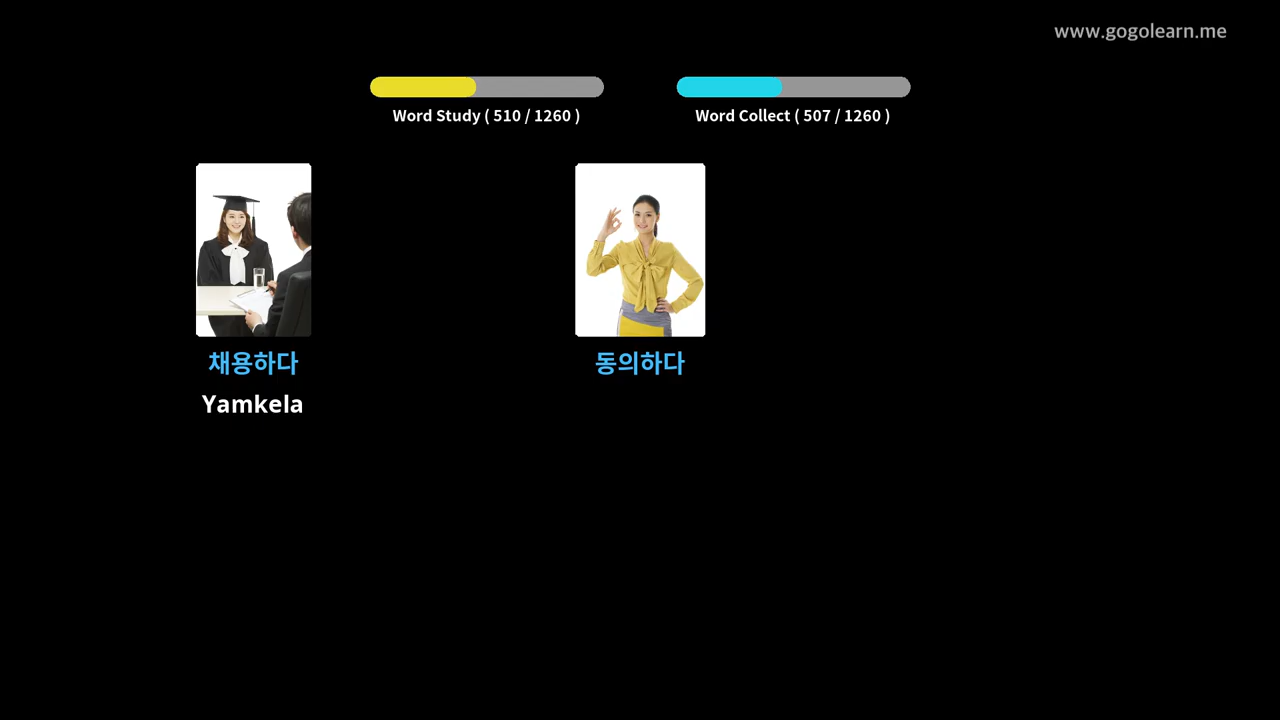 www.gogolearn.me
Word Study ( 510 / 1260 )
Word Collect ( 507 / 1260 )
채용하다
Yamkela
동의하다